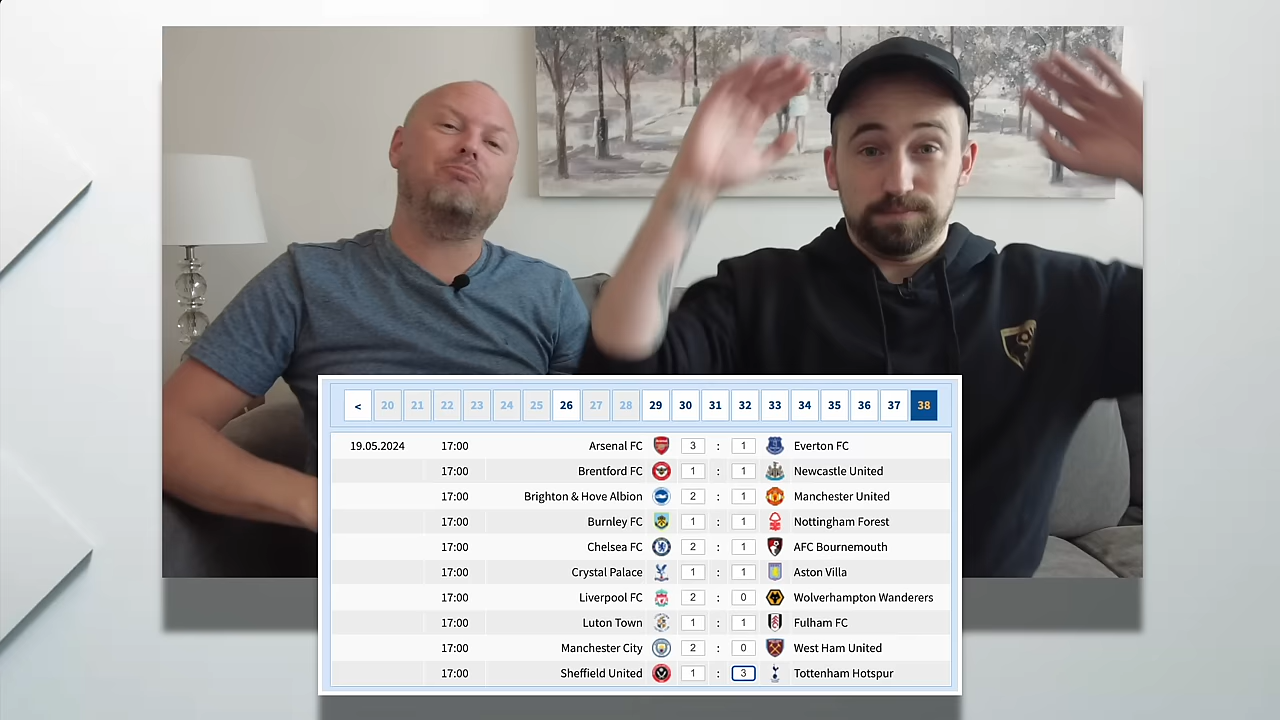 < 20 21 22 23 24 25 26 27 28 29 30 31 32 33 34 35 36 37 38
19.05.2024 17:00 Arsenal FC 3 : 1 Everton FC
17:00 Brentford FC 1 : 1 Newcastle United
17:00 Brighton & Hove Albion 2 : 1 Manchester United
17:00 Burnley FC 1 : 1 Nottingham Forest
17:00 Chelsea FC 2 : 1 AFC Bournemouth
17:00 Crystal Palace 1 : 1 Aston Villa
17:00 Liverpool FC 2 : 0 Wolverhampton Wanderers
17:00 Luton Town 1 : 1 Fulham FC
17:00 Manchester City 2 : 0 West Ham United
17:00 Sheffield United 1 : 3 Tottenham Hotspur